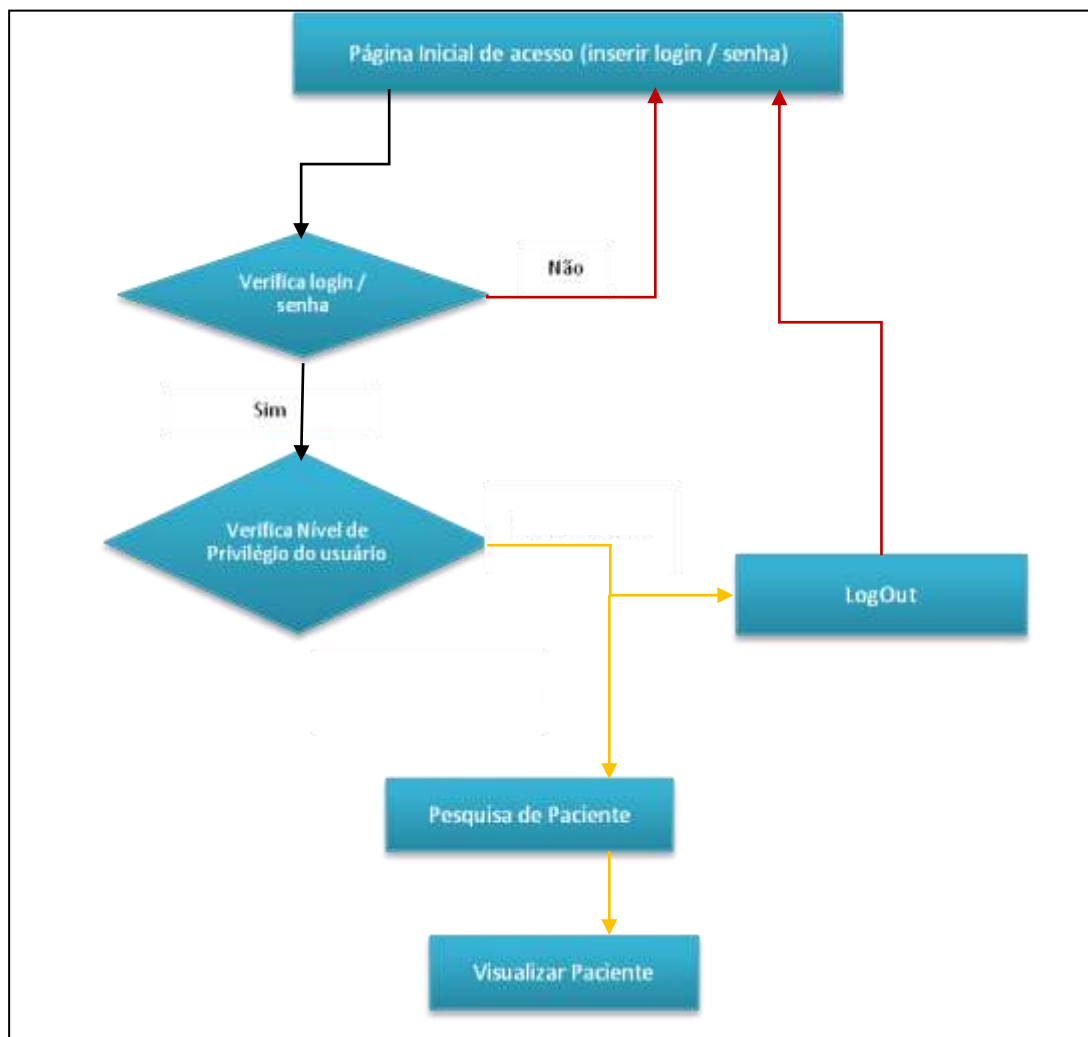 Página Inicial de acesso (inserir login / senha)
Verifica login /
senha
Não
Sim
Verifica Nível de
Privilégio do usuário
LogOut
Pesquisa de Paciente
Visualizar Paciente